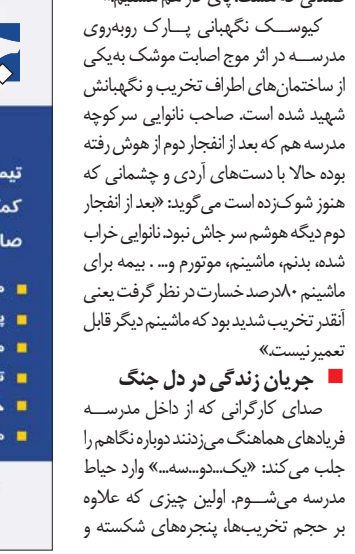 کیوسک نگهبانی پارک روبه‌روی
مدرسه در اثر موج اصابت موشک به‌یکی
از ساختمان‌های اطراف تخریب و نگهبانش
شهید شده است. صاحب نانوایی سرکوچه
مدرسه هم که بعد از انفجار دوم از هوش رفته
بوده حالا با دست‌های آردی و چشمانی که
هنوز شوک‌زده است می‌گوید: «بعد از انفجار
دوم دیگه هوشم سر جاش نبود. نانوایی خراب
شده، بدنم، ماشینم، موتورم و... . بیمه برای
ماشینم ۸۰درصد خسارت در نظر گرفت یعنی
آنقدر تخریب شدید بود که ماشینم دیگر قابل
تعمیر نیست.»
جریان زندگی در دل جنگ
صدای کارگرانی که از داخل مدرسه
فریادهای هماهنگ می‌زدنند دوباره نگاهم را
جلب می‌کند: «یک...دو...سه...» وارد حیاط
مدرسه می‌شوم. اولین چیزی که علاوه
بر حجم تخریب‌ها، پنجره‌های شکسته و